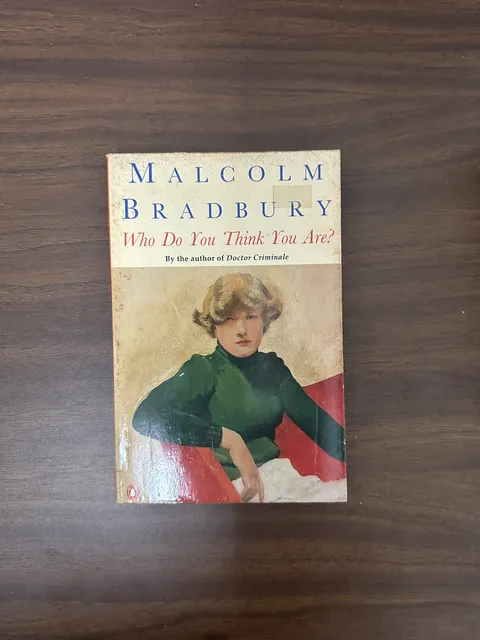 MALCOLM
BRADBURY
Who Do You Think You Are?
By the author of Doctor Criminale